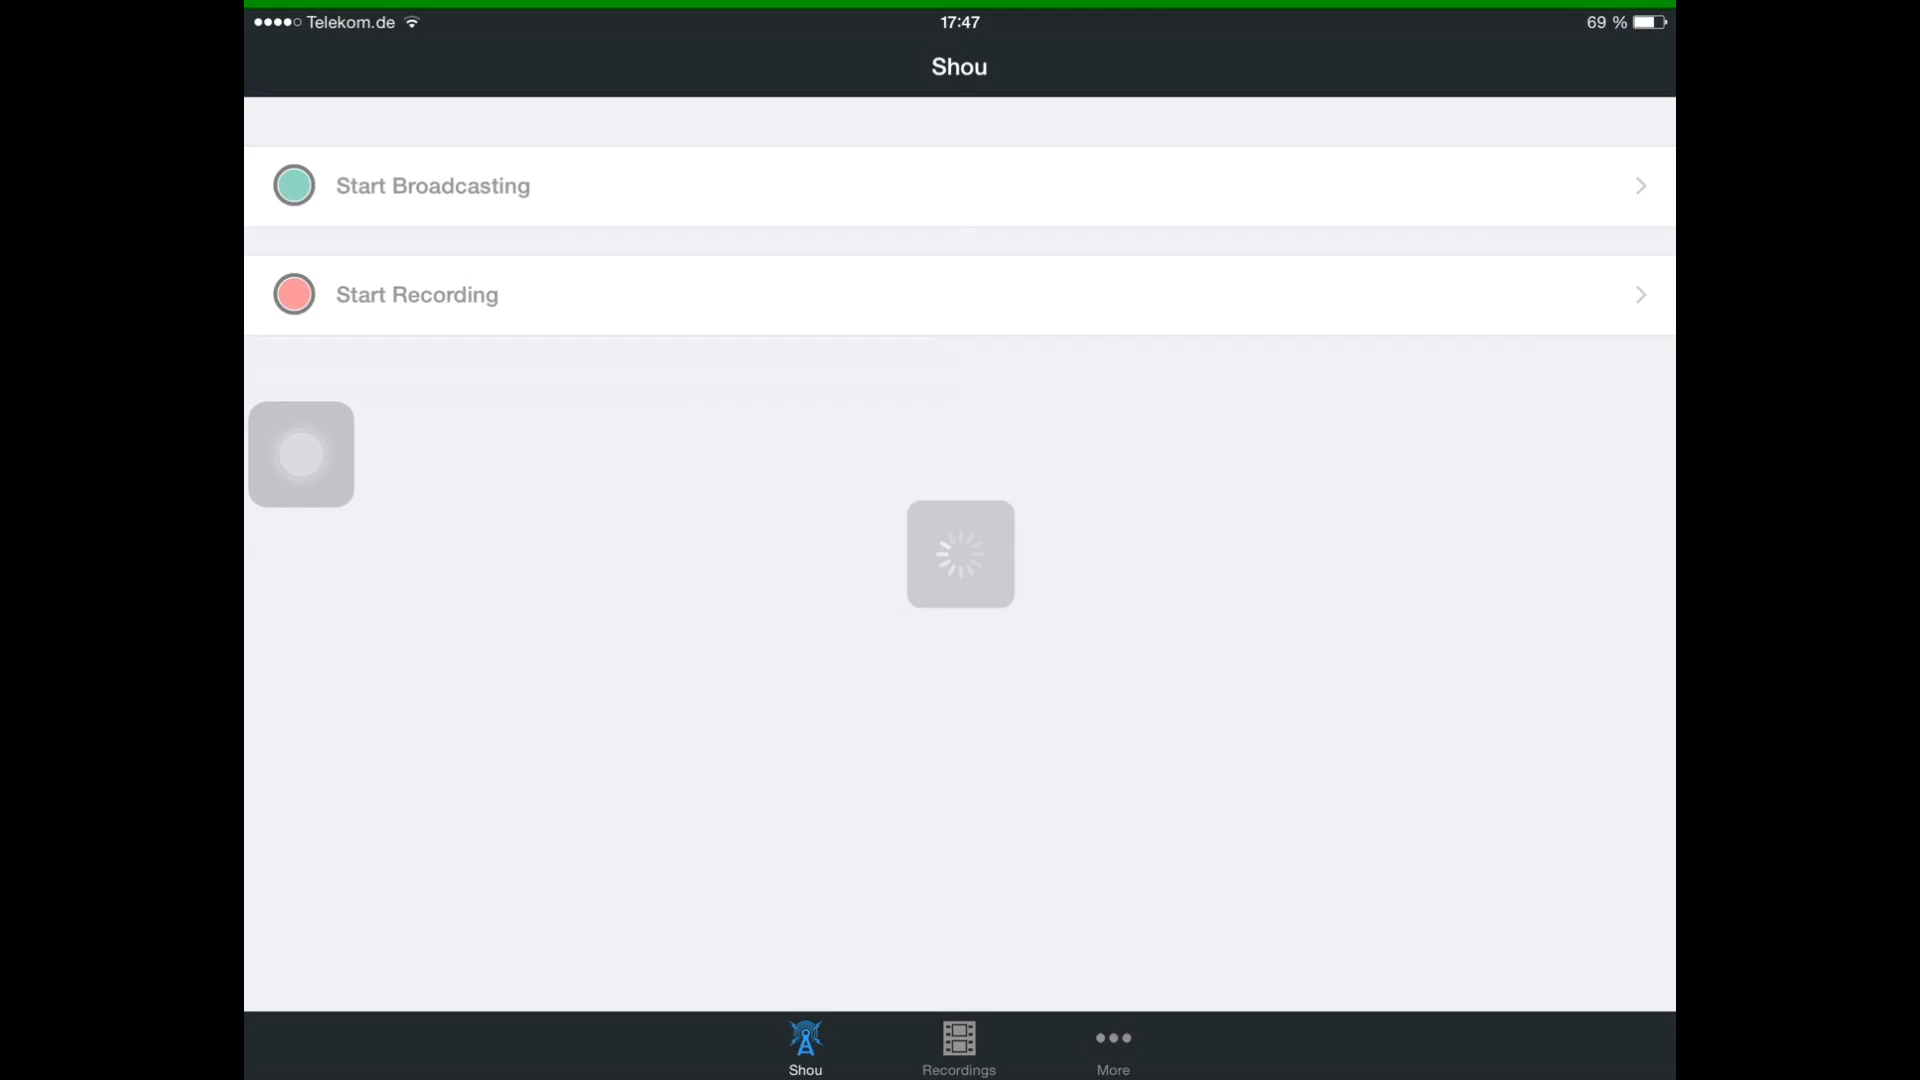 Telekom.de
17:47
69 %
Shou
Start Broadcasting
Start Recording
Shou
Recordings
More